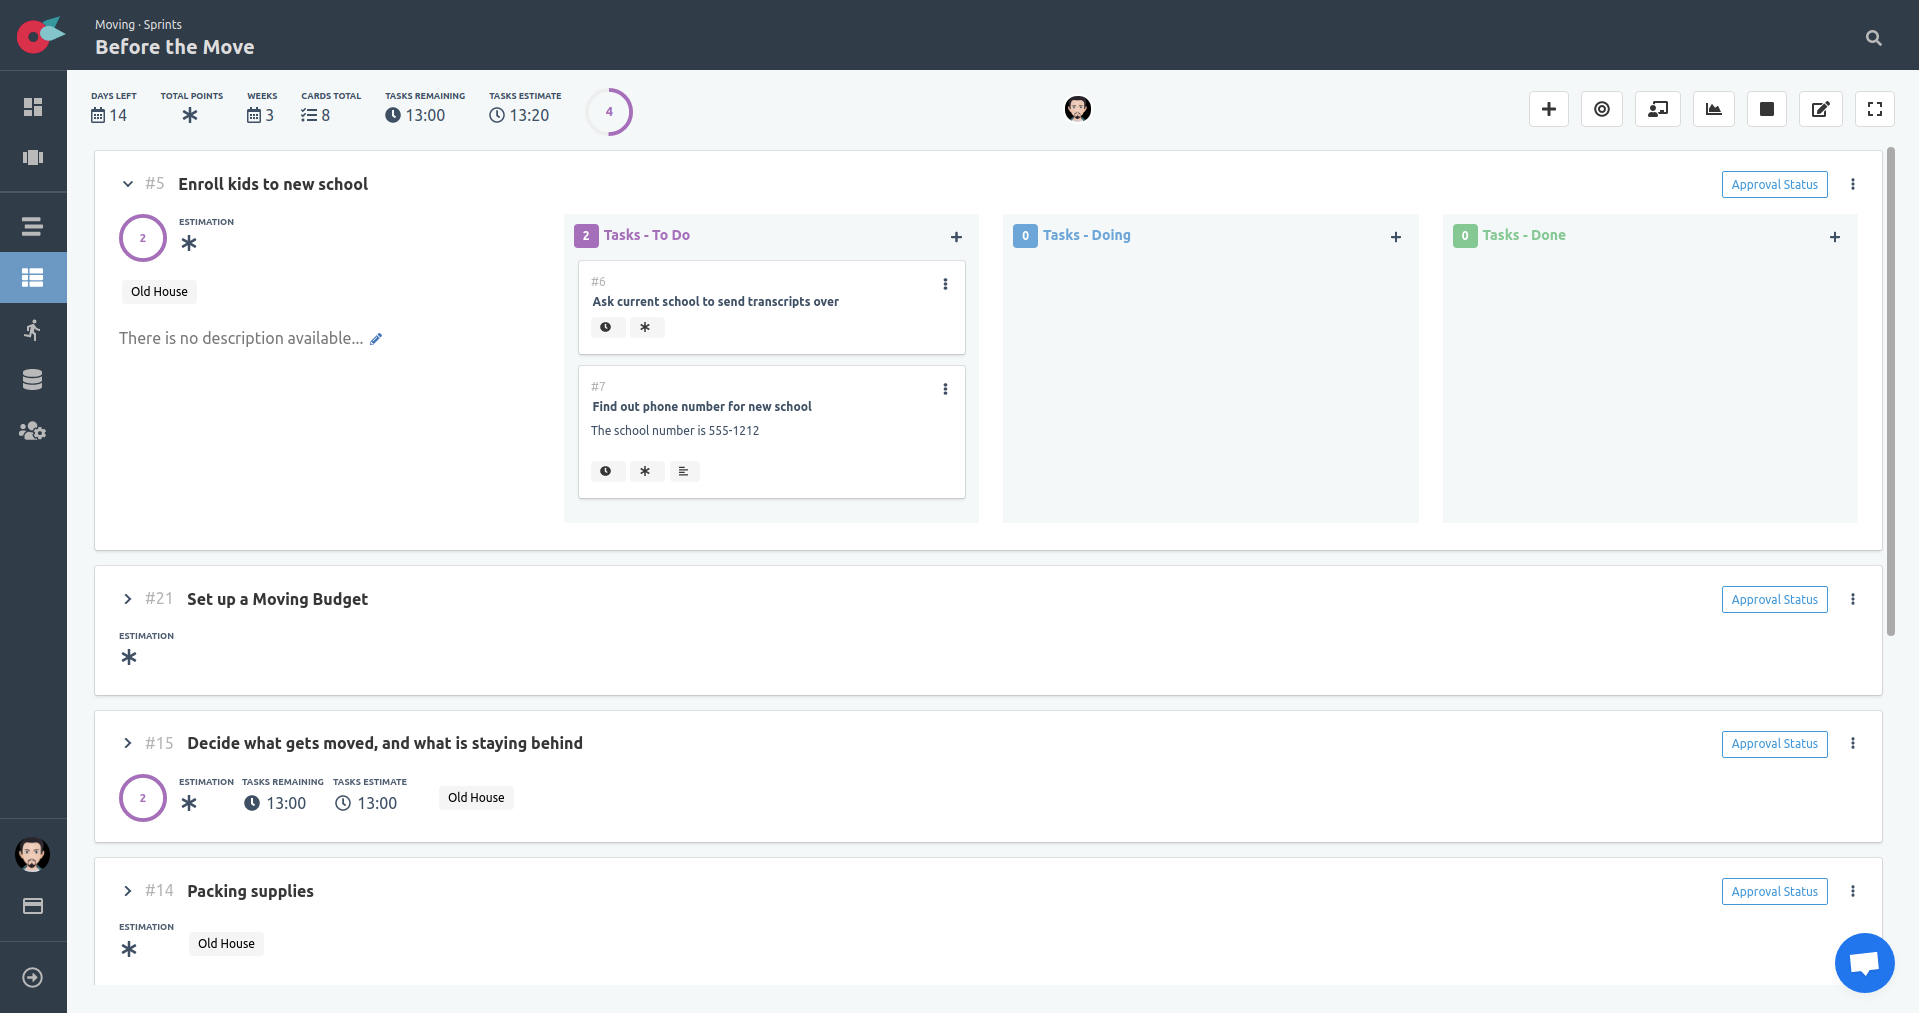 Moving · Sprints
Before the Move
DAYS LEFT
14
TOTAL POINTS
WEEKS
3
CARDS TOTAL
8
TASKS REMAINING
13:00
TASKS ESTIMATE
13:20
4
#5 Enroll kids to new school
Approval Status
2
ESTIMATION
Old House
There is no description available...
2 Tasks - To Do
#6
Ask current school to send transcripts over
#7
Find out phone number for new school
The school number is 555-1212
0 Tasks - Doing
0 Tasks - Done
#21 Set up a Moving Budget
Approval Status
ESTIMATION
#15 Decide what gets moved, and what is staying behind
Approval Status
2
ESTIMATION
TASKS REMAINING
13:00
TASKS ESTIMATE
13:00
Old House
#14 Packing supplies
Approval Status
ESTIMATION
Old House